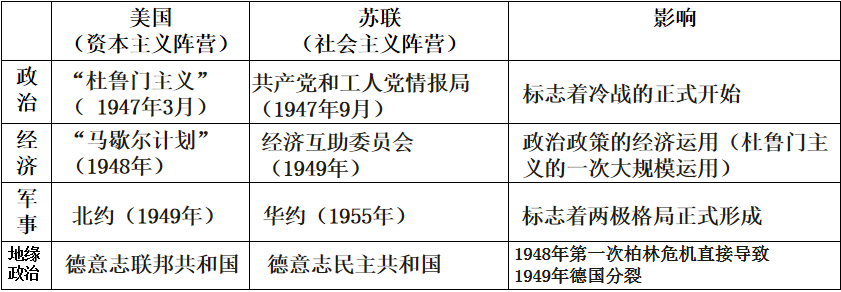 美国
（资本主义阵营）
苏联
（社会主义阵营）
影响
政
治
“杜鲁门主义”
（ 1947年3月）
共产党和工人党情报局
（1947年9月）
标志着冷战的正式开始
经
济
“马歇尔计划”
（1948年）
经济互助委员会
（1949年）
政治政策的经济运用（杜鲁门主
义的一次大规模运用）
军
事
北约（1949年）
华约（1955年）
标志着两极格局正式形成
地缘
政治
德意志联邦共和国
德意志民主共和国
1948年第一次柏林危机直接导致
1949年德国分裂